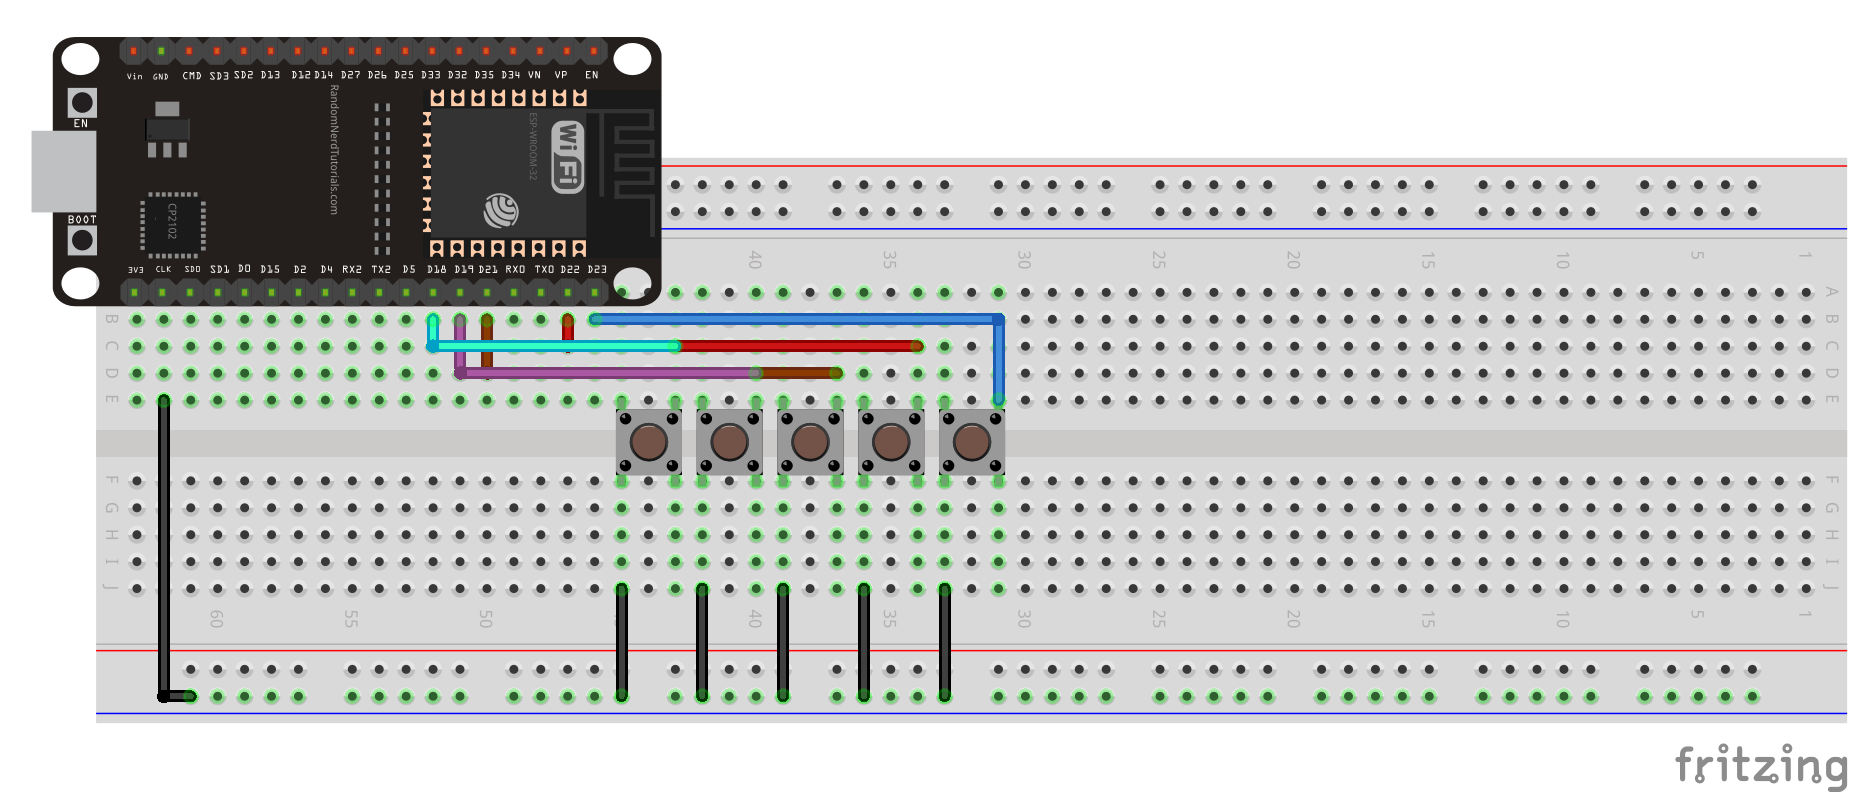 Vin GND CMD SD3 SD2 D13 D12 D14 D27 D26 D25 D33 D32 D35 D34 VN VP EN
EN
RandomNerdTutorials.com
ESP-WROOM-32
WiFi
CP2102
BOOT
3V3 CLK SD0 SD1 D0 D15 D2 D4 RX2 TX2 D5 D18 D19 D21 RX0 TX0 D22 D23
40 35 30 25 20 15 10 5 1
A
B B
C C
D D
E E
F F
G G
H H
I I
J J
60 55 50 40 35 30 25 20 15 10 5 1
fritzing